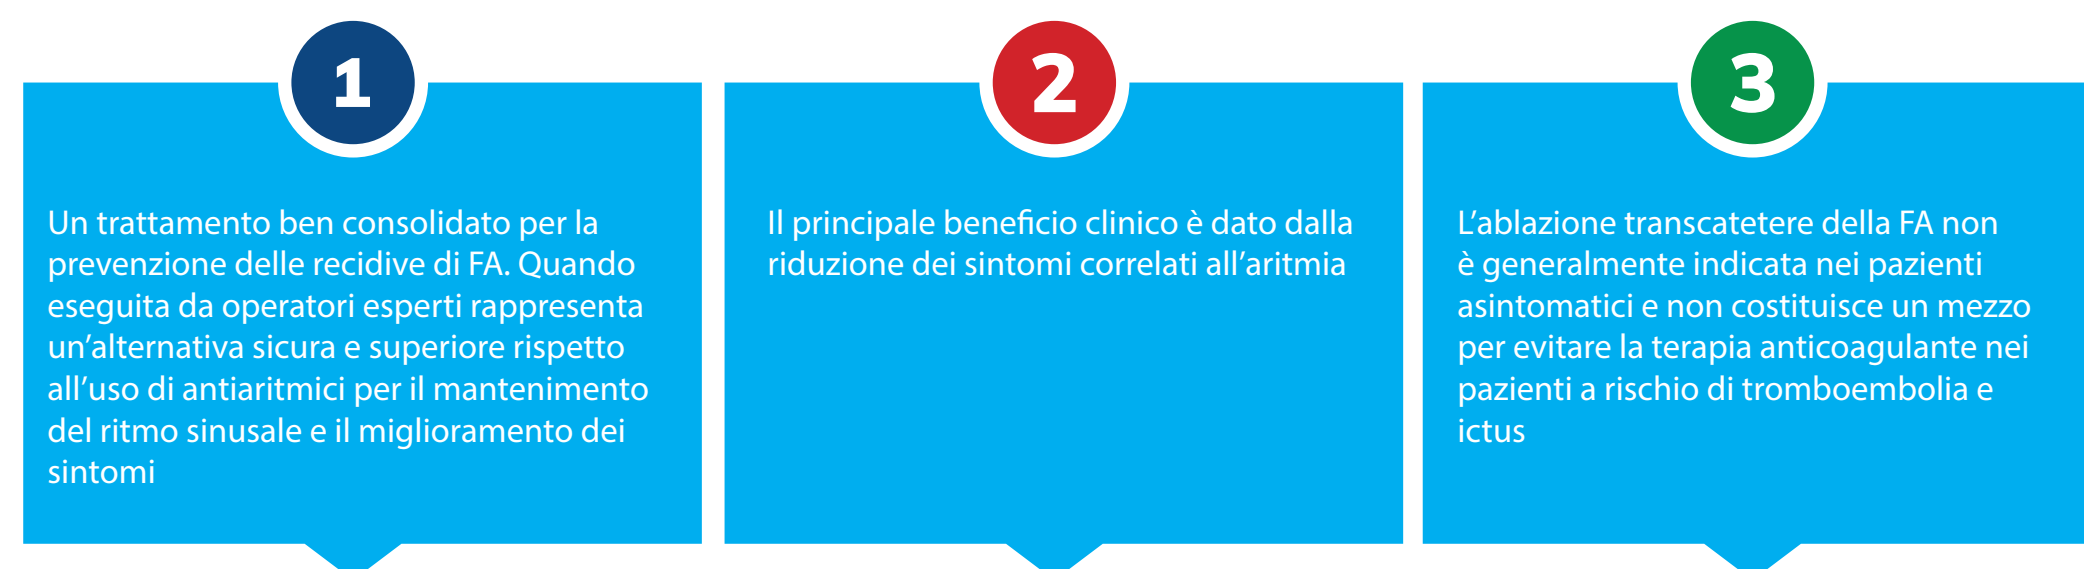 1
Un trattamento ben consolidato per la
prevenzione delle recidive di FA. Quando
eseguita da operatori esperti rappresenta
un’alternativa sicura e superiore rispetto
all’uso di antiaritmici per il mantenimento
del ritmo sinusale e il miglioramento dei
sintomi
2
Il principale beneficio clinico è dato dalla
riduzione dei sintomi correlati all’aritmia
3
L’ablazione transcatetere della FA non
è generalmente indicata nei pazienti
asintomatici e non costituisce un mezzo
per evitare la terapia anticoagulante nei
pazienti a rischio di tromboembolia e
ictus